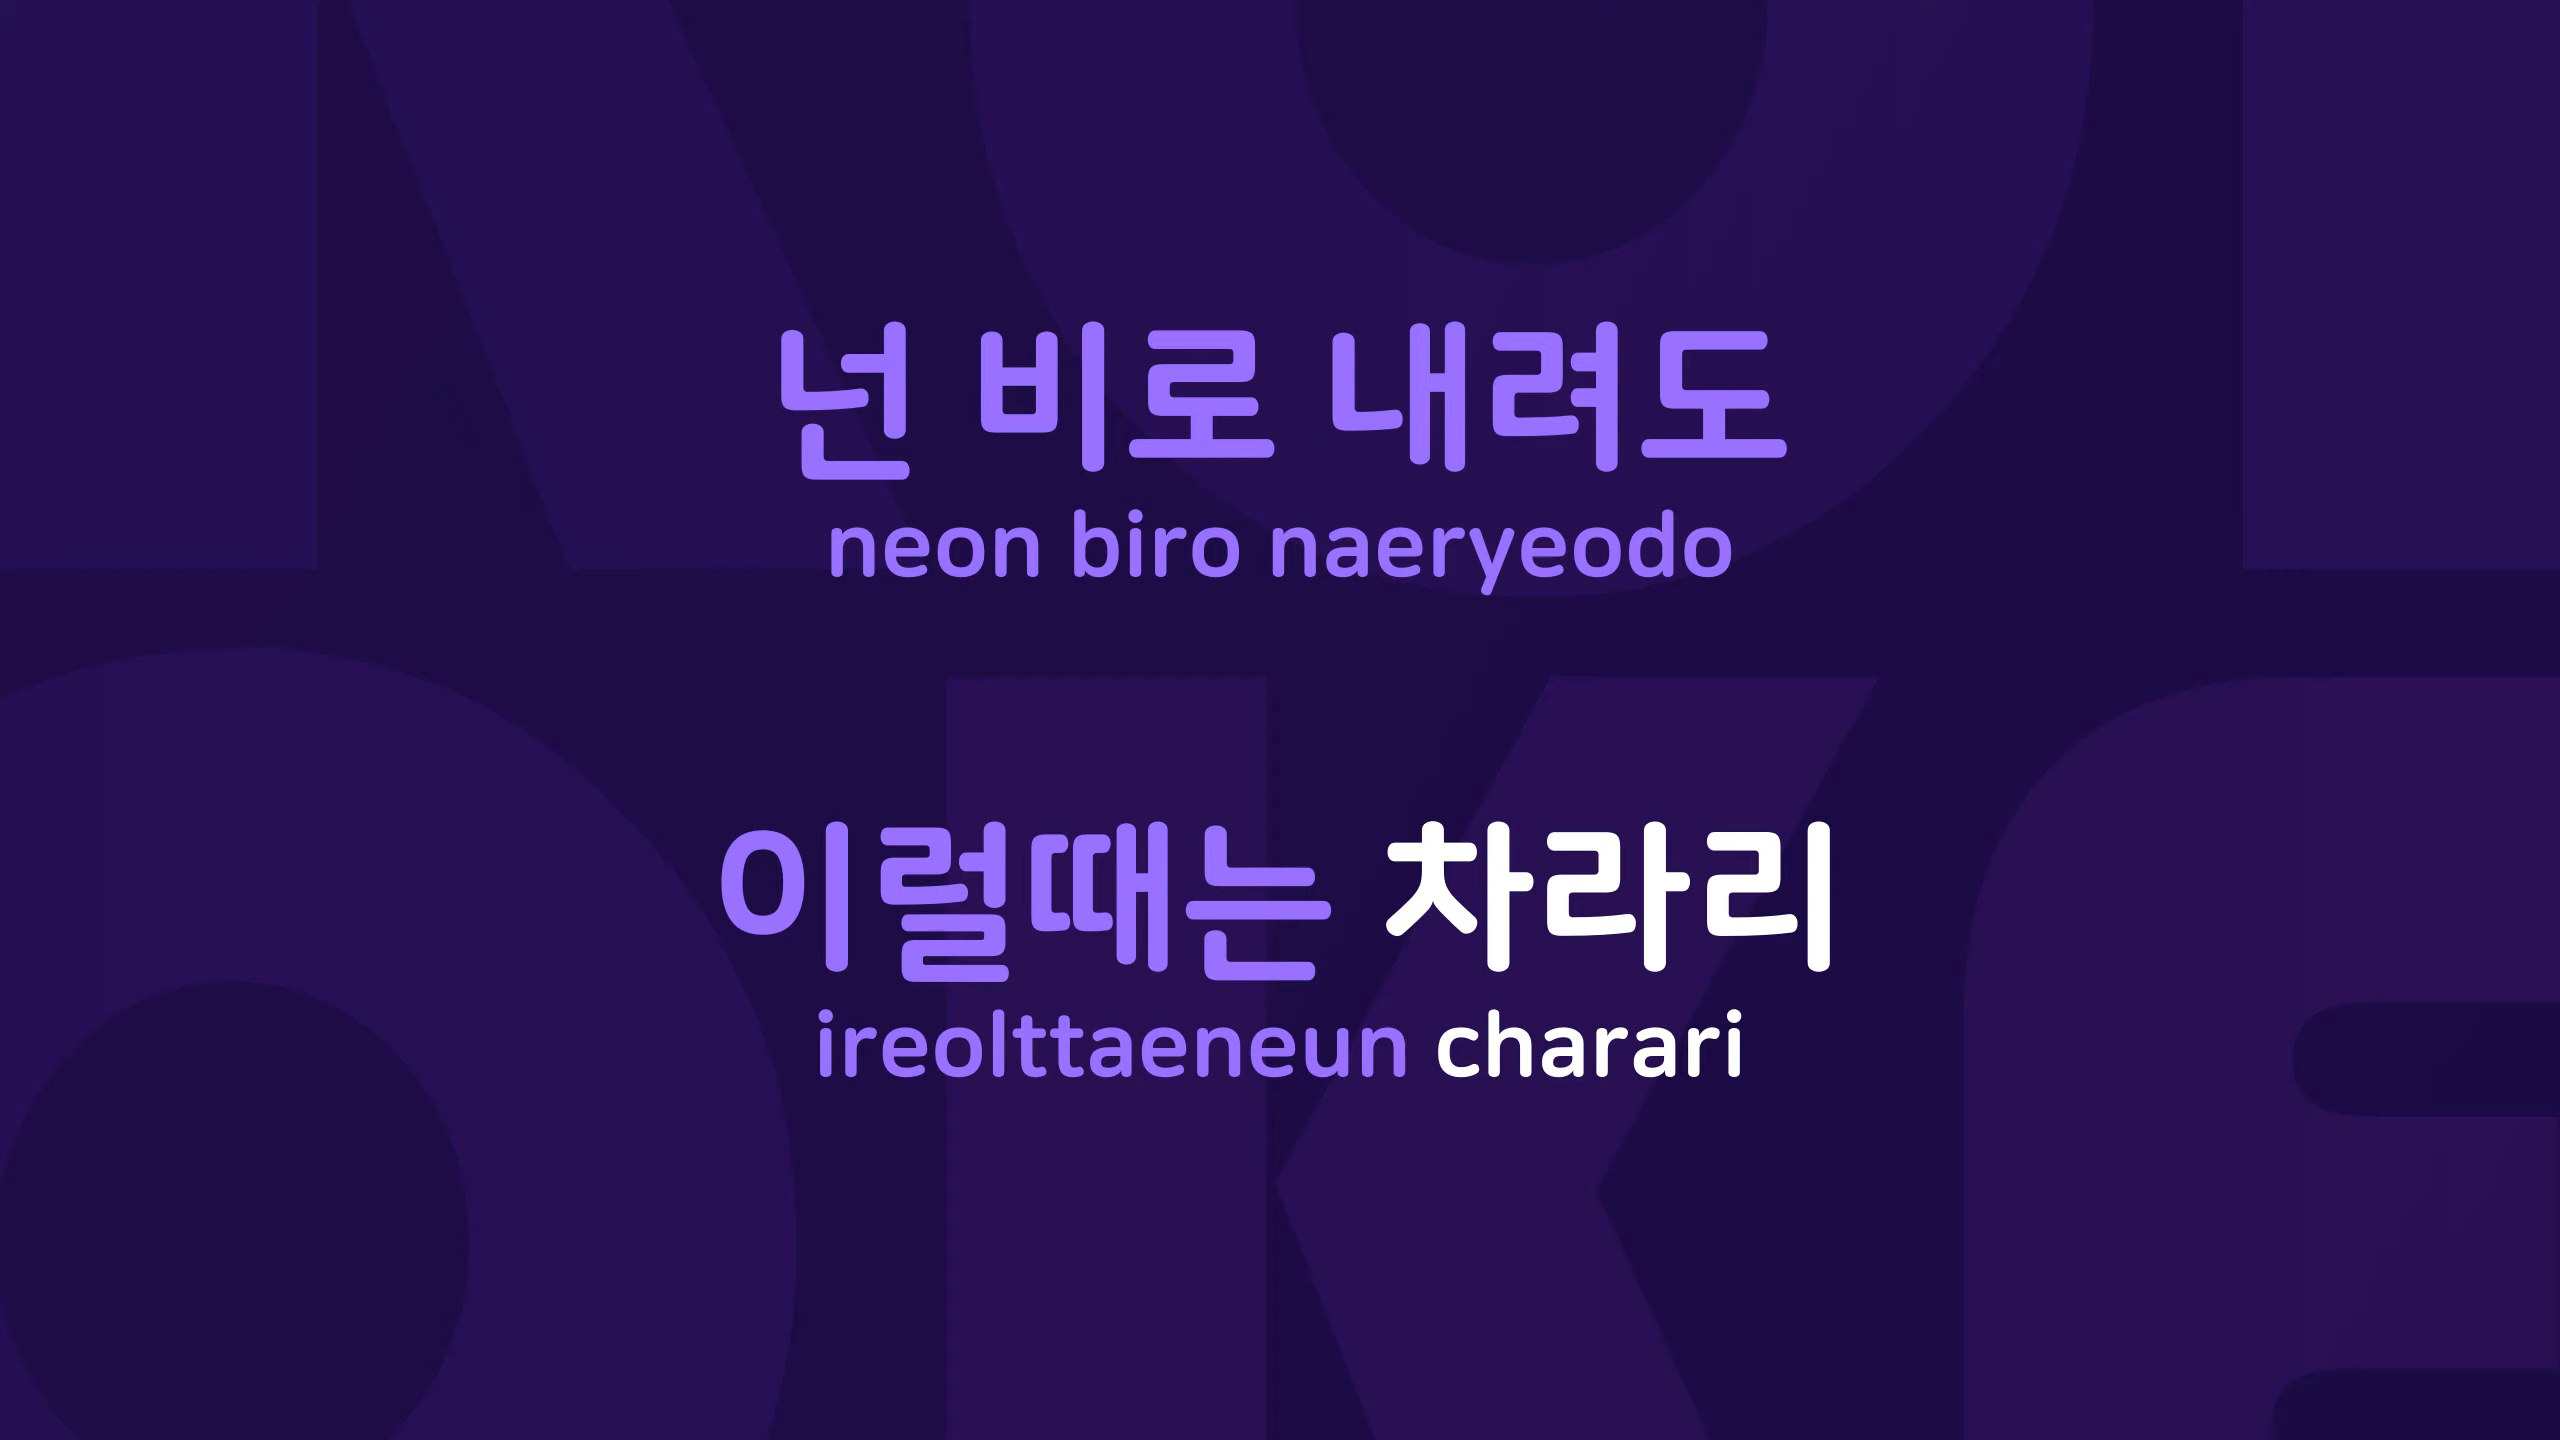 넌 비로 내려도
neon biro naeryeodo
이럴때는 차라리
ireolttaeneun charari